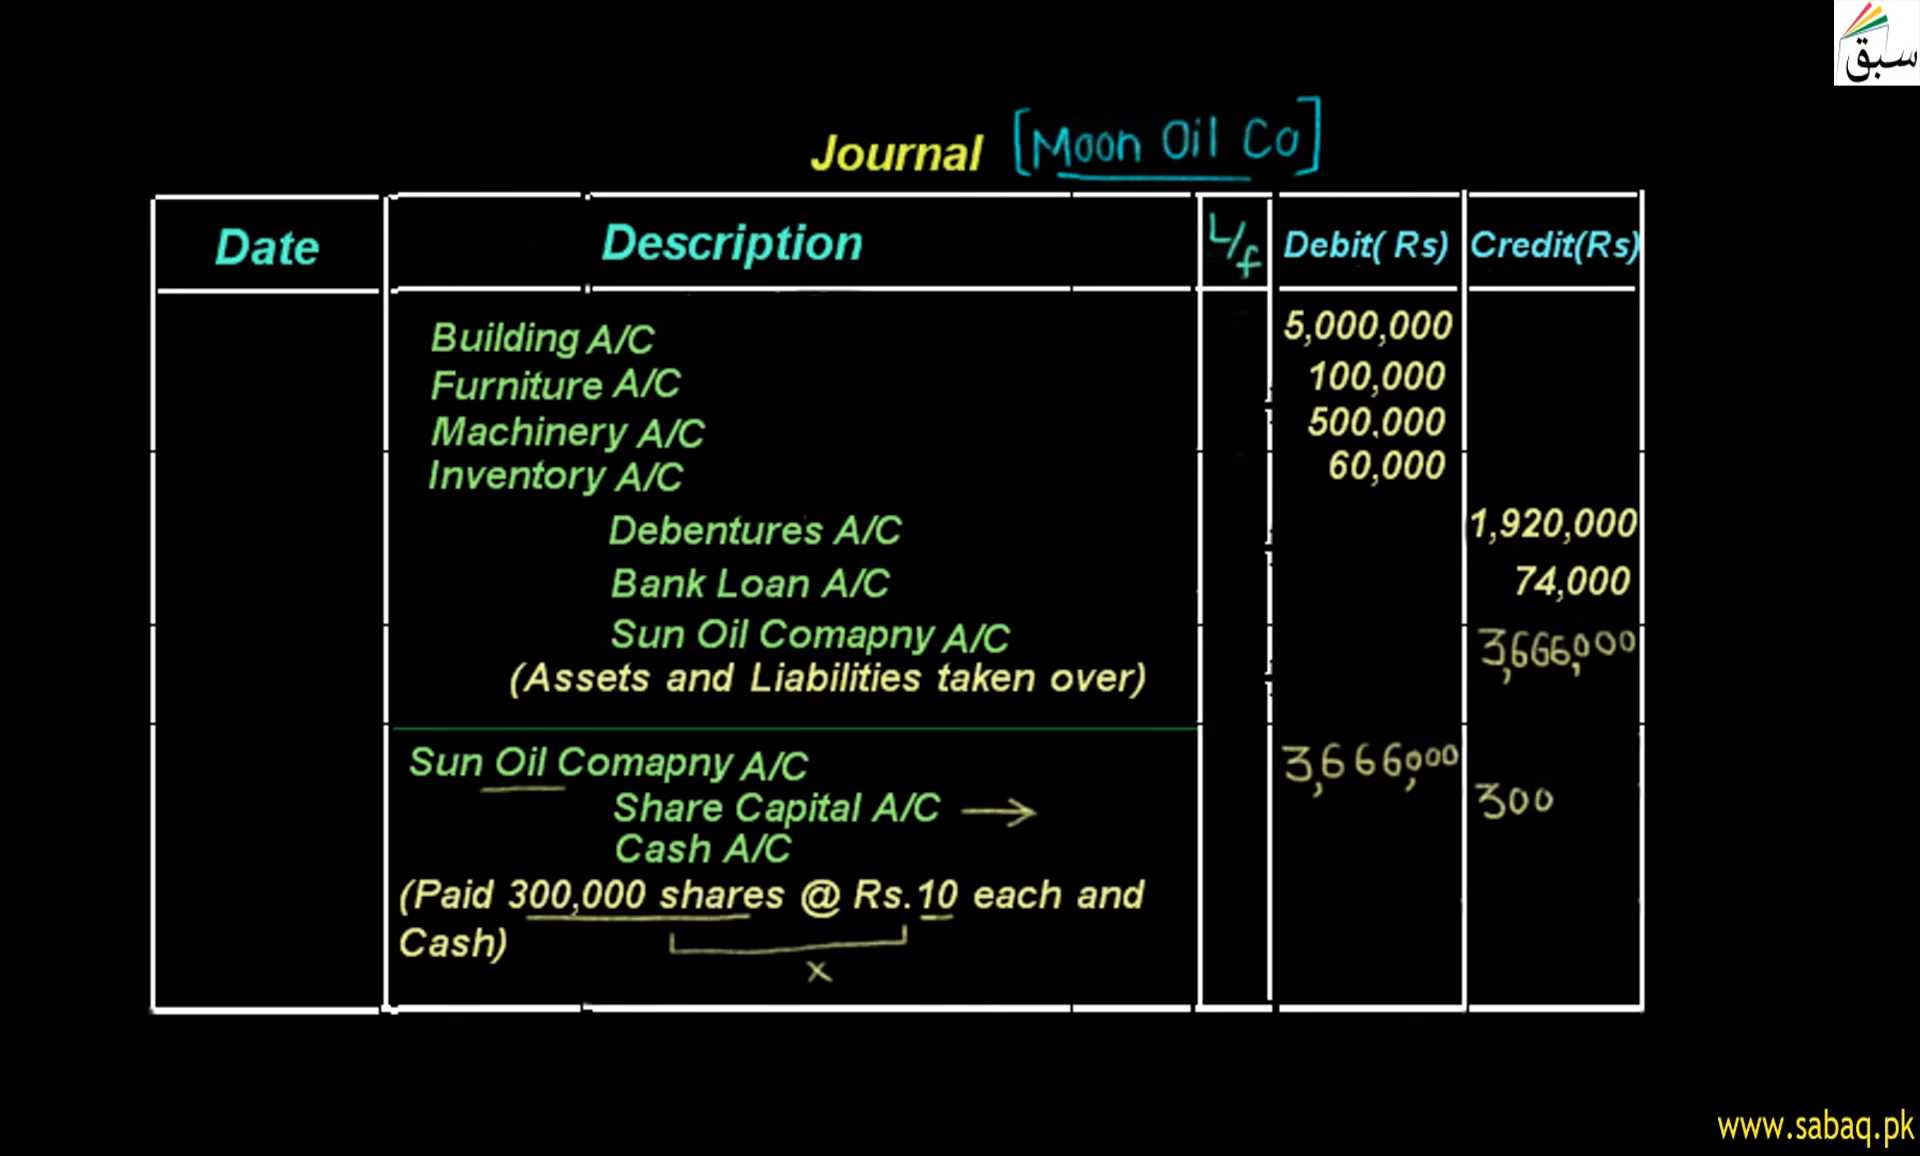 سبق
Journal [Moon Oil Co]
Date Description L/f Debit( Rs) Credit(Rs)
Building A/C 5,000,000
Furniture A/C 100,000
Machinery A/C 500.000
Inventory A/C 60,000
Debentures A/C 1,920,000
Bank Loan A/C 74,000
Sun Oil Comapny A/C 3,666,000
(Assets and Liabilities taken over)
Sun Oil Comapny A/C 3,666,000
Share Capital A/C → 300
Cash A/C
(Paid 300,000 shares @ Rs.10 each and
Cash)
x
www.sabaq.pk